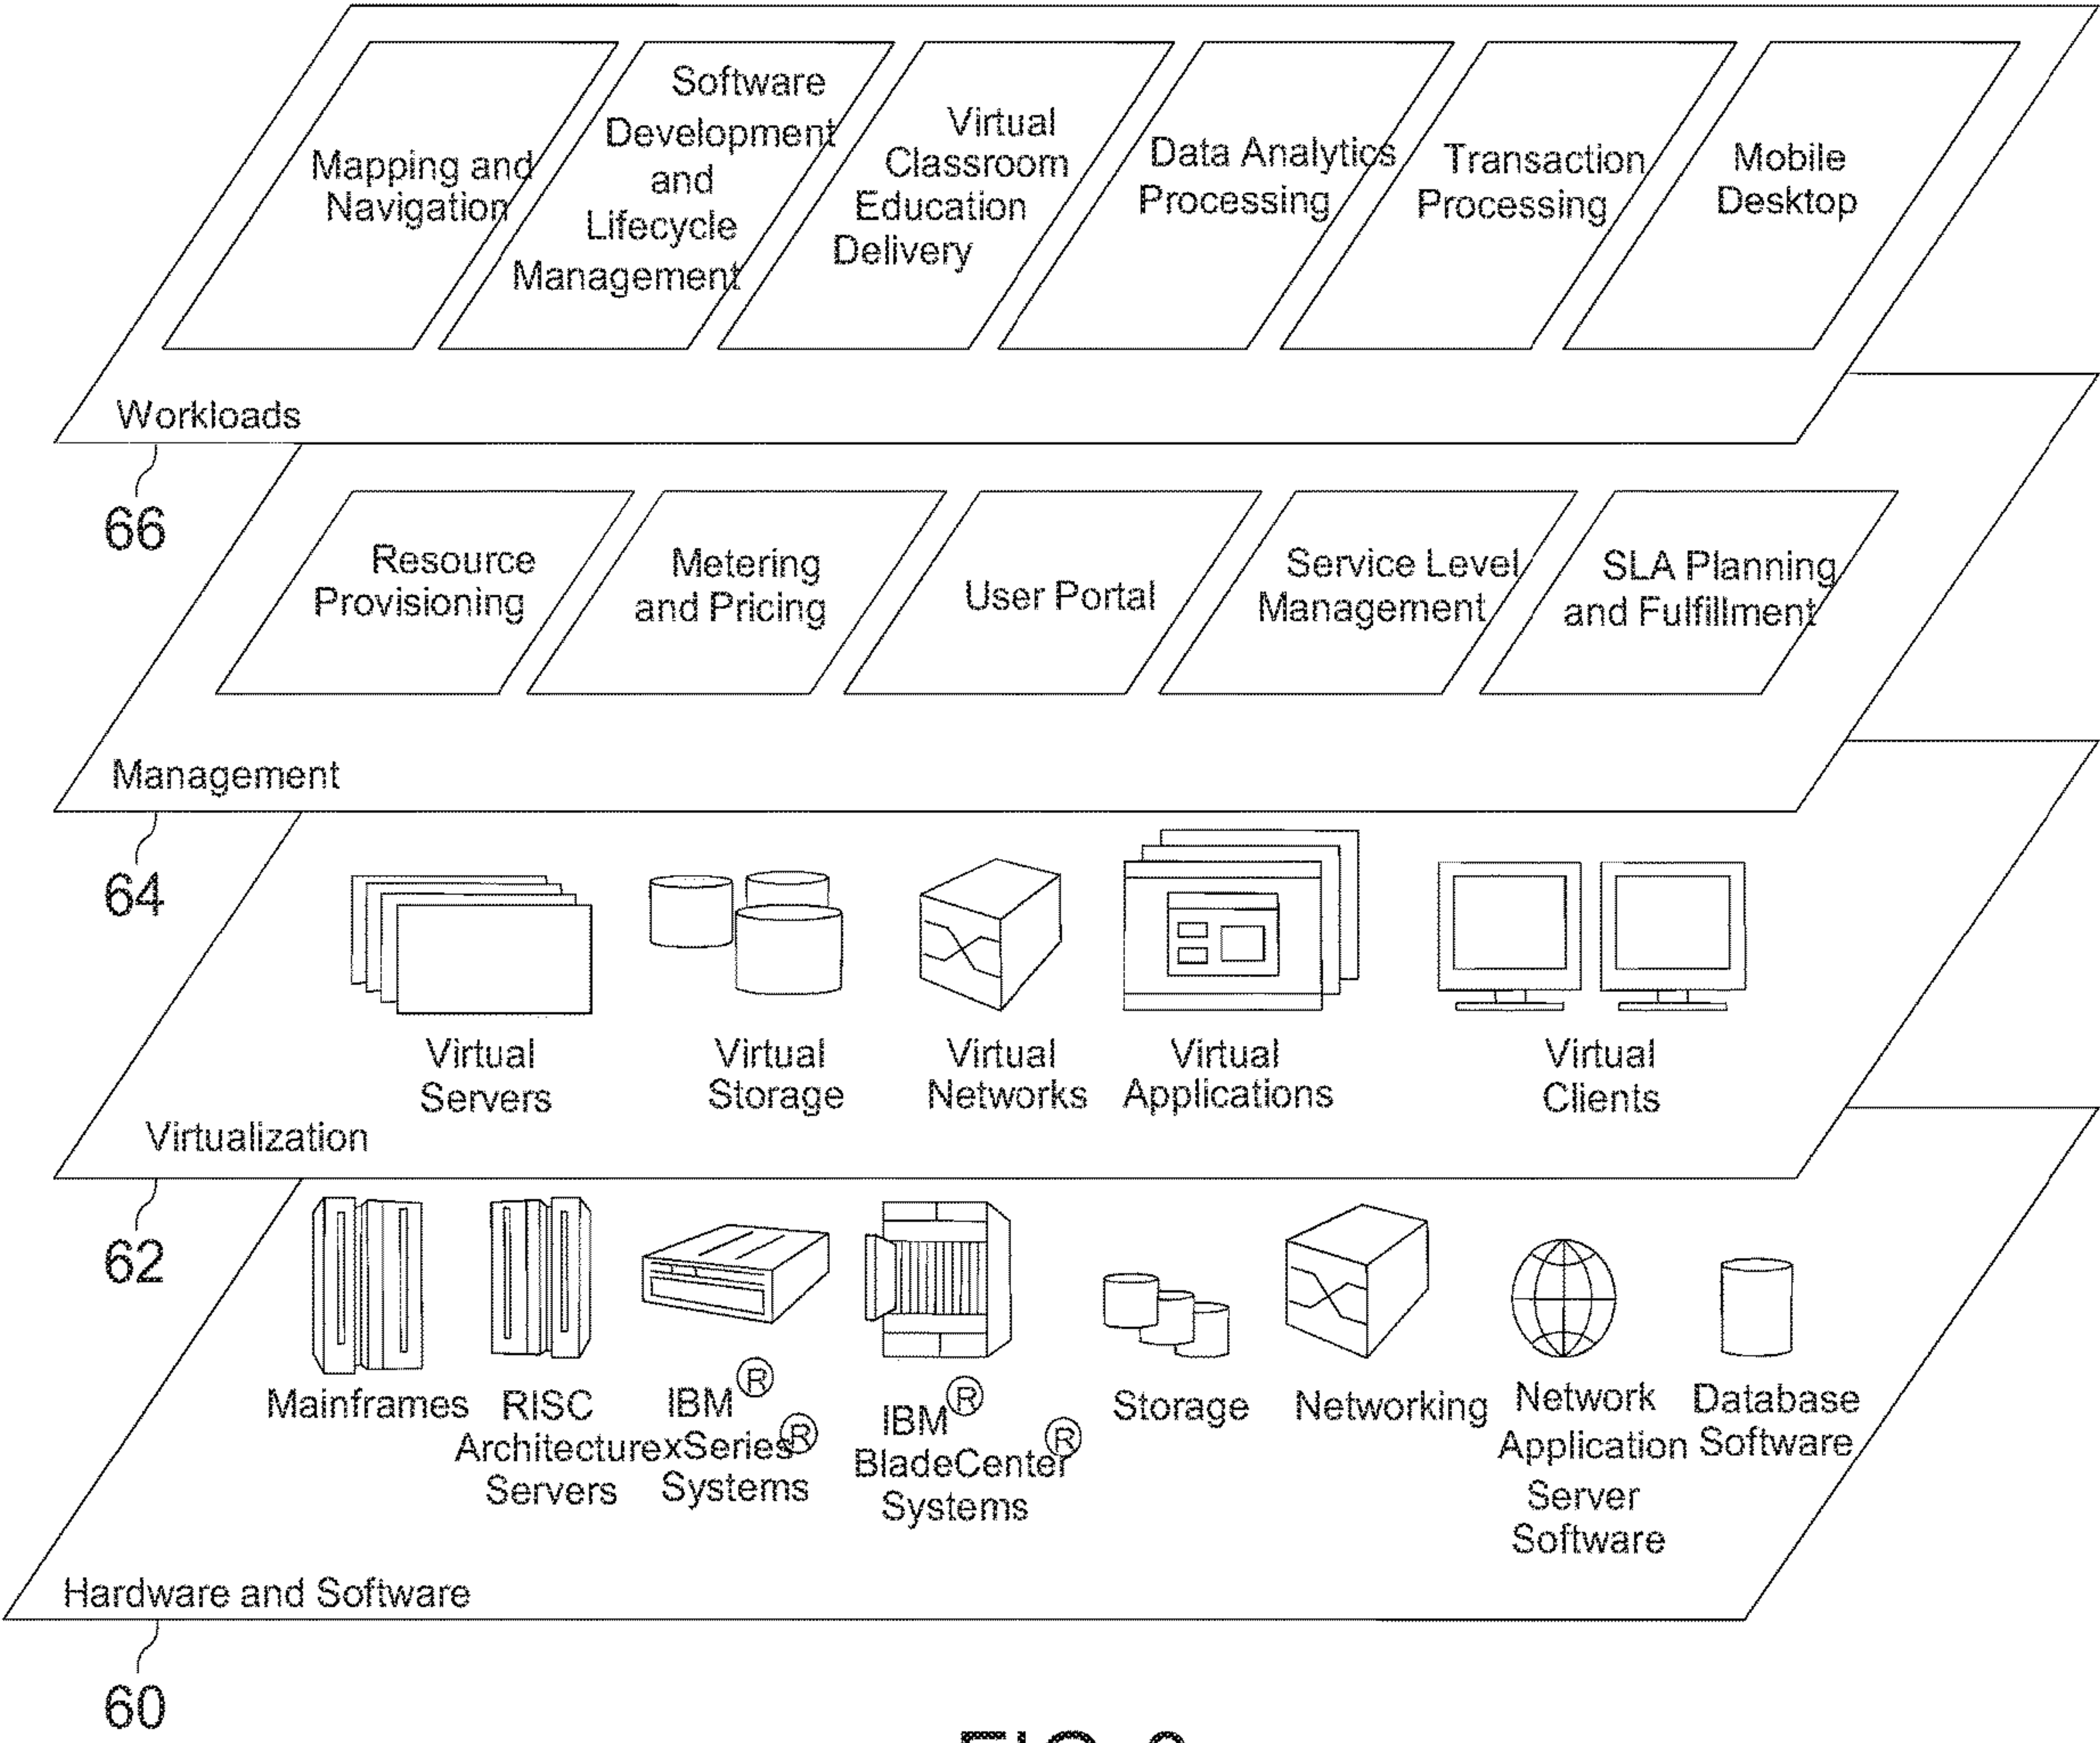 Mapping and
Navigation
Software
Development
and
Lifecycle
Management
Virtual
Classroom
Education
Delivery
Data Analytics
Processing
Transaction
Processing
Mobile
Desktop
Workloads
66
Resource
Provisioning
Metering
and Pricing
User Portal
Service Level
Management
SLA Planning
and Fulfillment
Management
64
Virtual
Servers
Virtual
Storage
Virtual
Networks
Virtual
Applications
Virtual
Clients
Virtualization
62
Mainframes
RISC
Architecture
Servers
IBM®
xSeries®
Systems
IBM®
BladeCenter®
Systems
Storage
Networking
Network
Application
Server
Software
Database
Software
Hardware and Software
60